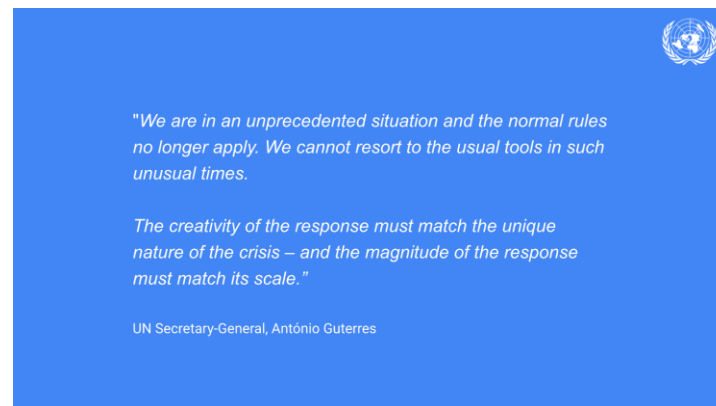 "We are in an unprecedented situation and the normal rules
no longer apply. We cannot resort to the usual tools in such
unusual times.
The creativity of the response must match the unique
nature of the crisis – and the magnitude of the response
must match its scale.”
UN Secretary-General, António Guterres